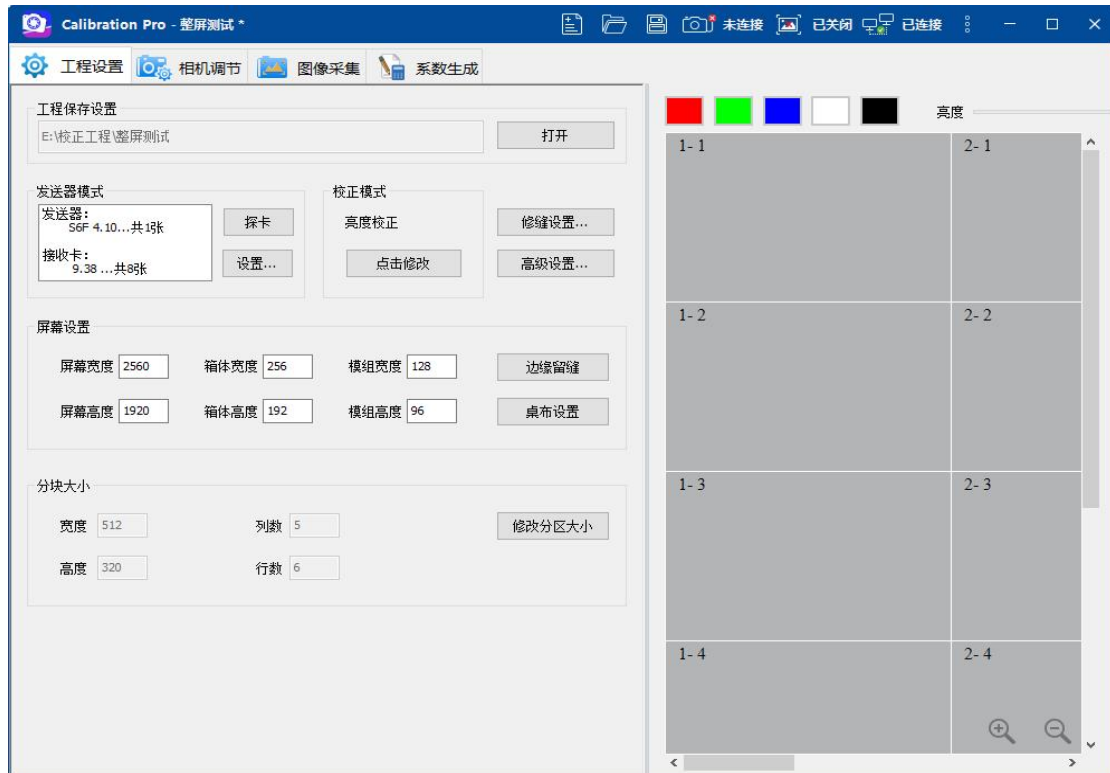 Calibration Pro - 整屏测试 *
未连接 已关闭 已连接
工程设置 相机调节 图像采集 系数生成
工程保存设置
E:\校正工程\整屏测试 打开
发送器模式 校正模式
发送器:
S6F 4.10...共1张
探卡
亮度校正
修缝设置...
接收卡:
9.38 ...共8张
设置...
点击修改
高级设置...
屏幕设置
屏幕宽度 2560 箱体宽度 256 模组宽度 128 边缘留缝
屏幕高度 1920 箱体高度 192 模组高度 96 桌布设置
分块大小
宽度 512 列数 5 修改分区大小
高度 320 行数 6
亮度
1-1 2-1
1-2 2-2
1-3 2-3
1-4 2-4